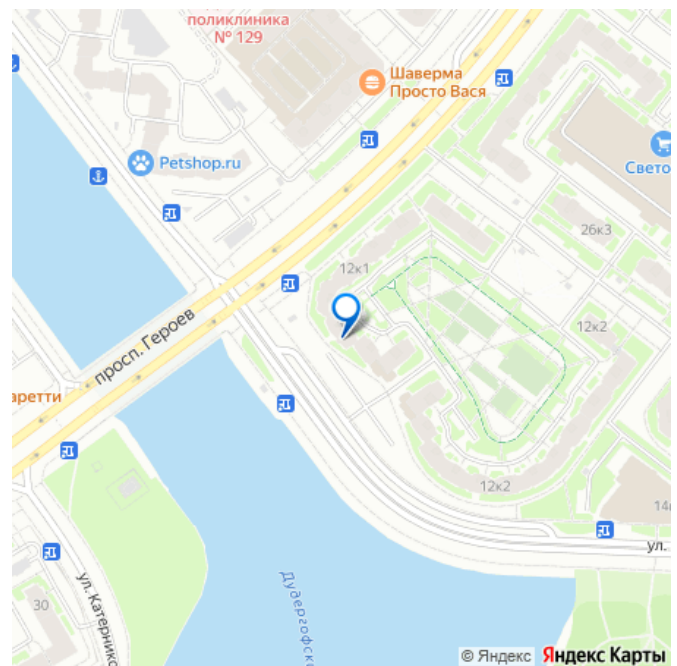 поликлиника
№ 129
Шаверма
Просто Вася
Petshop.ru
Свето
26к3
12к1
12к2
просп. Героев
аретти
12к2
14
ул.
30
ул. Катернико
Дудергофск
© Яндекс Яндекс Карты